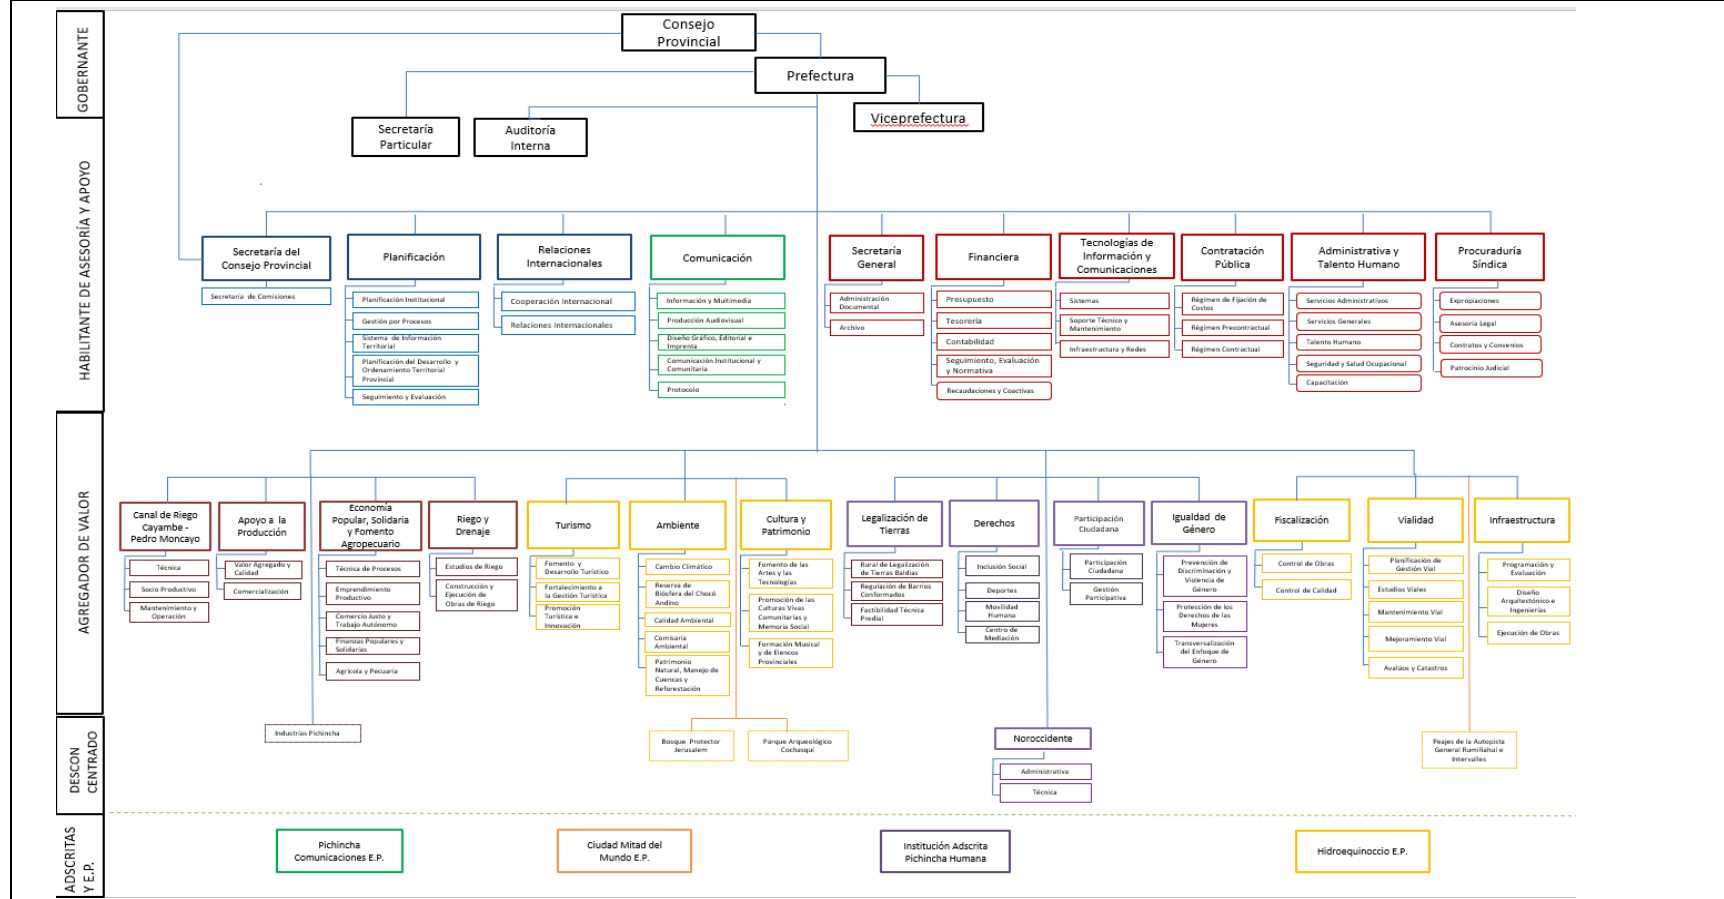 GOBERNANTE
Consejo
Provincial
Prefectura
Viceprefectura
Secretaría
Particular
Auditoría
Interna
HABILITANTE DE ASESORÍA Y APOYO
Secretaría del
Consejo Provincial
Secretaría de Comisiones
Planificación
Planificación Institucional
Gestión por Procesos
Sistema de Información
Territorial
Planificación del Desarrollo y
Ordenamiento Territorial
Provincial
Seguimiento y Evaluación
Relaciones
Internacionales
Cooperación Internacional
Relaciones Internacionales
Comunicación
Información y Multimedia
Producción Audiovisual
Diseño Gráfico, Editorial e
Imprenta
Comunicación Institucional y
Comunitaria
Protocolo
Secretaría
General
Administración
Documental
Archivo
Financiera
Presupuesto
Tesorería
Contabilidad
Seguimiento, Evaluación
y Normativa
Recaudaciones y Coactivas
Tecnologías de
Información y
Comunicaciones
Sistemas
Soporte Técnico y
Mantenimiento
Infraestructura y Redes
Contratación
Pública
Régimen de Fijación de
Costos
Régimen Precontractual
Régimen Contractual
Administrativa y
Talento Humano
Servicios Administrativos
Servicios Generales
Talento Humano
Seguridad y Salud Ocupacional
Capacitación
Procuraduría
Síndica
Expropiaciones
Asesoría Legal
Contratos y Convenios
Patrocinio Judicial
AGREGADOR DE VALOR
Canal de Riego
Cayambe -
Pedro Moncayo
Técnica
Socio Productivo
Mantenimiento y
Operación
Apoyo a la
Producción
Valor Agregado y
Calidad
Comercialización
Economía
Popular, Solidaria
y Fomento
Agropecuario
Técnica de Procesos
Emprendimiento
Productivo
Comercio Justo y
Trabajo Autónomo
Finanzas Populares y
Solidarias
Agrícola y Pecuaria
Riego y
Drenaje
Estudios de Riego
Construcción y
Ejecución de
Obras de Riego
Turismo
Fomento y
Desarrollo Turístico
Fortalecimiento a
la Gestión Turística
Promoción
Turística e
Innovación
Ambiente
Cambio Climático
Reserva de
Biósfera del Chocó
Andino
Calidad Ambiental
Comisaría
Ambiental
Patrimonio
Natural, Manejo de
Cuencas y
Reforestación
Cultura y
Patrimonio
Fomento de las
Artes y las
Tecnologías
Promoción de las
Culturas Vivas
Comunitarias y
Memoria Social
Formación Musical
y de Elencos
Provinciales
Legalización de
Tierras
Rural de Legalización
de Tierras Baldías
Regulación de Barrios
Conformados
Factibilidad Técnica
Predial
Derechos
Inclusión Social
Deportes
Movilidad
Humana
Centro de
Mediación
Participación
Ciudadana
Participación
Ciudadana
Gestión
Participativa
Igualdad de
Género
Prevención de
Discriminación y
Violencia de
Género
Protección de los
Derechos de las
Mujeres
Transversalización
del Enfoque de
Género
Fiscalización
Control de Obras
Control de Calidad
Vialidad
Planificación de
Gestión Vial
Estudios Viales
Mantenimiento Vial
Mejoramiento Vial
Avalúos y Catastros
Infraestructura
Programación y
Evaluación
Diseño
Arquitectónico e
Ingenierías
Ejecución de Obras
DESCON
CENTRADO
Industrias Pichincha
Bosque Protector
Jerusalem
Parque Arqueológico
Cochasquí
Noroccidente
Administrativa
Técnica
Peajes de la Autopista
General Rumiñahui e
Intervalles
ADSCRITAS
Y E.P.
Pichincha
Comunicaciones E.P.
Ciudad Mitad del
Mundo E.P.
Institución Adscrita
Pichincha Humana
Hidroequinoccio E.P.